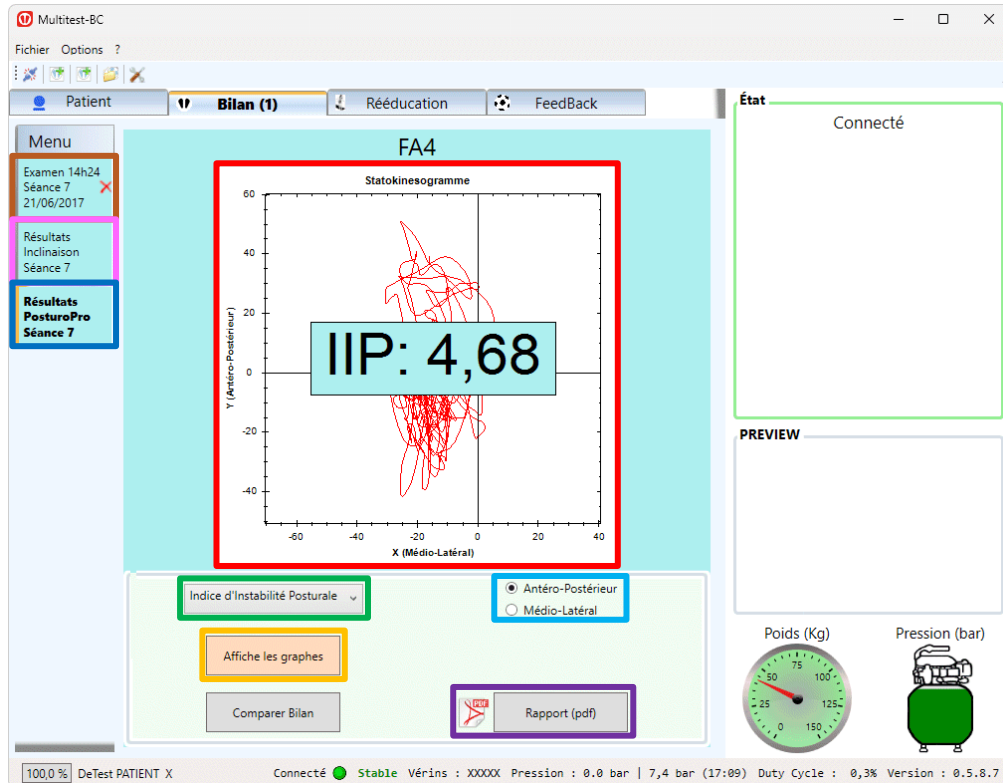 Multitest-BC
Fichier Options ?
Patient
Bilan (1)
Rééducation
FeedBack
Menu
Examen 14h24
Séance 7
21/06/2017
Résultats
Inclinaison
Séance 7
Résultats
PosturoPro
Séance 7
FA4
Statokinesogramme
60
40
20
0
-20
-40
Y (Antéro-Postérieur)
IIP: 4,68
-60 -40 -20 0 20 40
X (Médio-Latéral)
Indice d'Instabilité Posturale
Antéro-Postérieur
Médio-Latéral
Affiche les graphes
Comparer Bilan
PDF
Rapport (pdf)
État
Connecté
PREVIEW
Poids (Kg)
0 25 50 75 100 125 150
Pression (bar)
100,0 % DeTest PATIENT X Connecté Stable Vérins : XXXXX Pression : 0.0 bar | 7,4 bar (17:09) Duty Cycle : 0,3% Version : 0.5.8.7